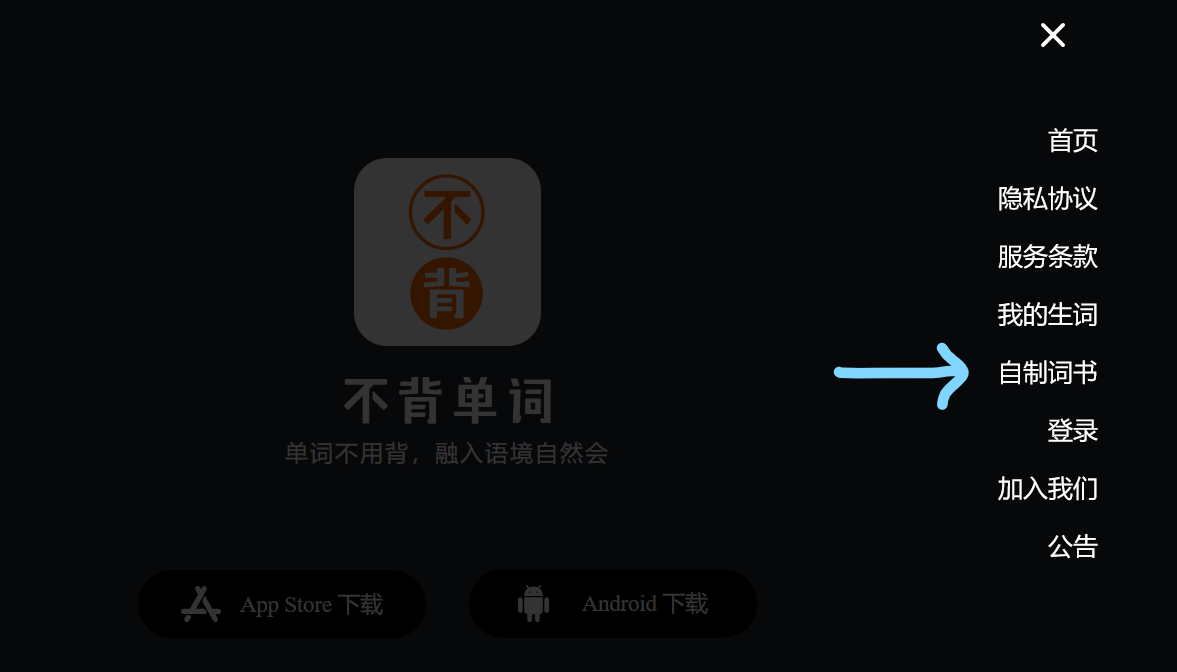 不
背
不背单词
单词不用背，融入语境自然会
App Store 下载
Android 下载
首页
隐私协议
服务条款
我的生词
自制词书
登录
加入我们
公告